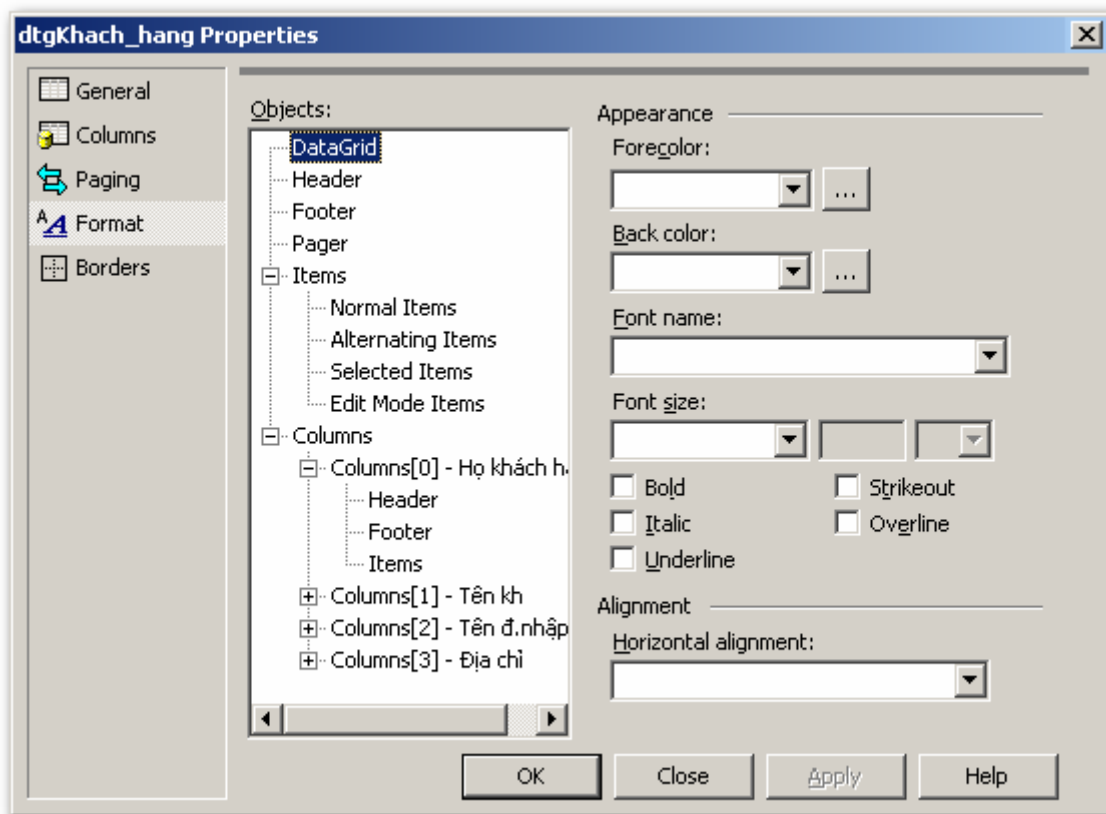 dtgKhach_hang Properties
General
Columns
Paging
Format
Borders
Objects:
DataGrid
Header
Footer
Pager
Items
Normal Items
Alternating Items
Selected Items
Edit Mode Items
Columns
Columns[0] - Họ khách h
Header
Footer
Items
Columns[1] - Tên kh
Columns[2] - Tên đ.nhập
Columns[3] - Địa chỉ
Appearance
Forecolor:
...
Back color:
...
Font name:
Font size:
Bold
Strikeout
Italic
Overline
Underline
Alignment
Horizontal alignment:
OK
Close
Apply
Help